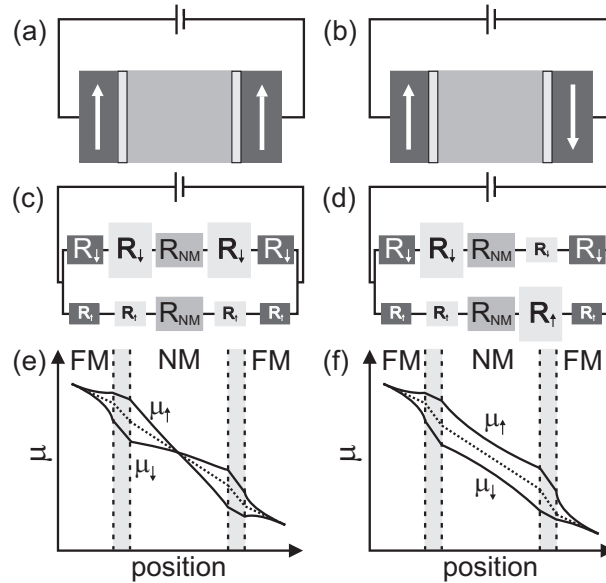 (a)
(b)
(c)
R↓ R↓ RNM R↓ R↓
R↑ R↑ RNM R↑ R↑
(d)
R↓ R↓ RNM R↓ R↓
R↑ R↑ RNM R↑ R↑
(e) FM NM FM
μ↑
μ↓
μ
position
(f) FM NM FM
μ↑
μ↓
μ
position